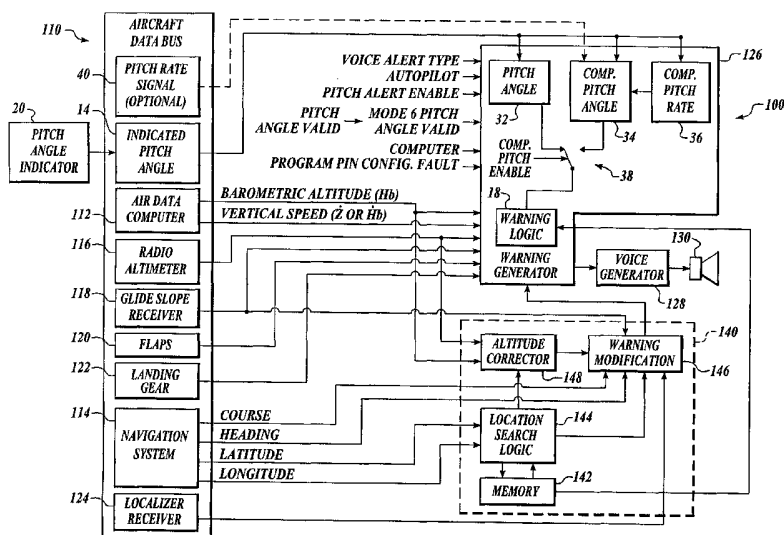 110
AIRCRAFT
DATA BUS
40
PITCH RATE
SIGNAL
(OPTIONAL)
20
PITCH
ANGLE
INDICATOR
14
INDICATED
PITCH
ANGLE
AIR DATA
COMPUTER
112
RADIO
ALTIMETER
116
GLIDE SLOPE
RECEIVER
118
FLAPS
120
LANDING
GEAR
122
NAVIGATION
SYSTEM
114
LOCALIZER
RECEIVER
124
VOICE ALERT TYPE
AUTOPILOT
PITCH ALERT ENABLE
PITCH
ANGLE VALID
MODE 6 PITCH
ANGLE VALID
COMPUTER
PROGRAM PIN CONFIG. FAULT
BAROMETRIC ALTITUDE (Hb)
VERTICAL SPEED (Ż OR Ḣb)
COURSE
HEADING
LATITUDE
LONGITUDE
PITCH
ANGLE
32
COMP.
PITCH
ANGLE
34
COMP.
PITCH
RATE
36
126
100
COMP.
PITCH
ENABLE
38
18
WARNING
LOGIC
WARNING
GENERATOR
VOICE
GENERATOR
128
130
140
ALTITUDE
CORRECTOR
148
WARNING
MODIFICATION
146
LOCATION
SEARCH
LOGIC
144
MEMORY
142